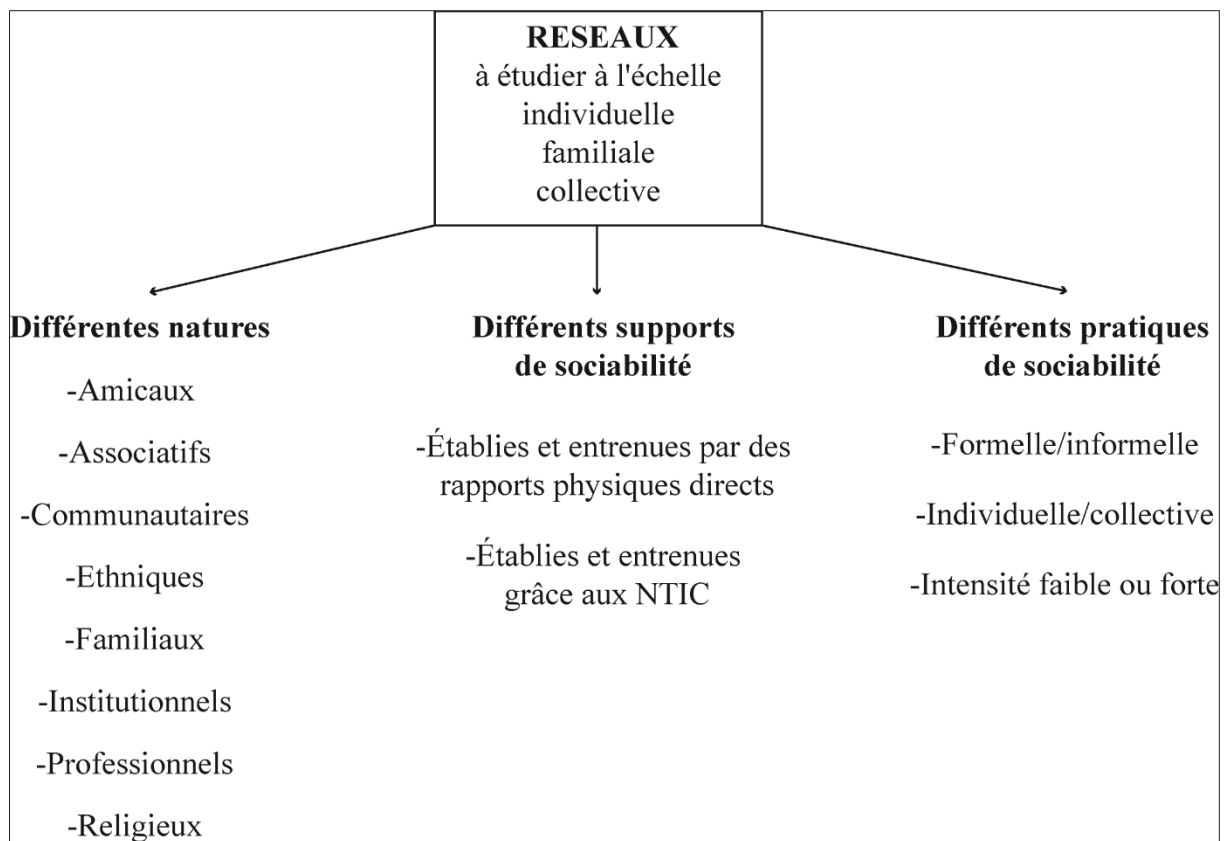 RESEAUX
à étudier à l'échelle
individuelle
familiale
collective
Différentes natures
-Amicaux
-Associatifs
-Communautaires
-Ethniques
-Familiaux
-Institutionnels
-Professionnels
-Religieux
Différents supports
de sociabilité
-Établies et entrenues par des
rapports physiques directs
-Établies et entrenues
grâce aux NTIC
Différents pratiques
de sociabilité
-Formelle/informelle
-Individuelle/collective
-Intensité faible ou forte